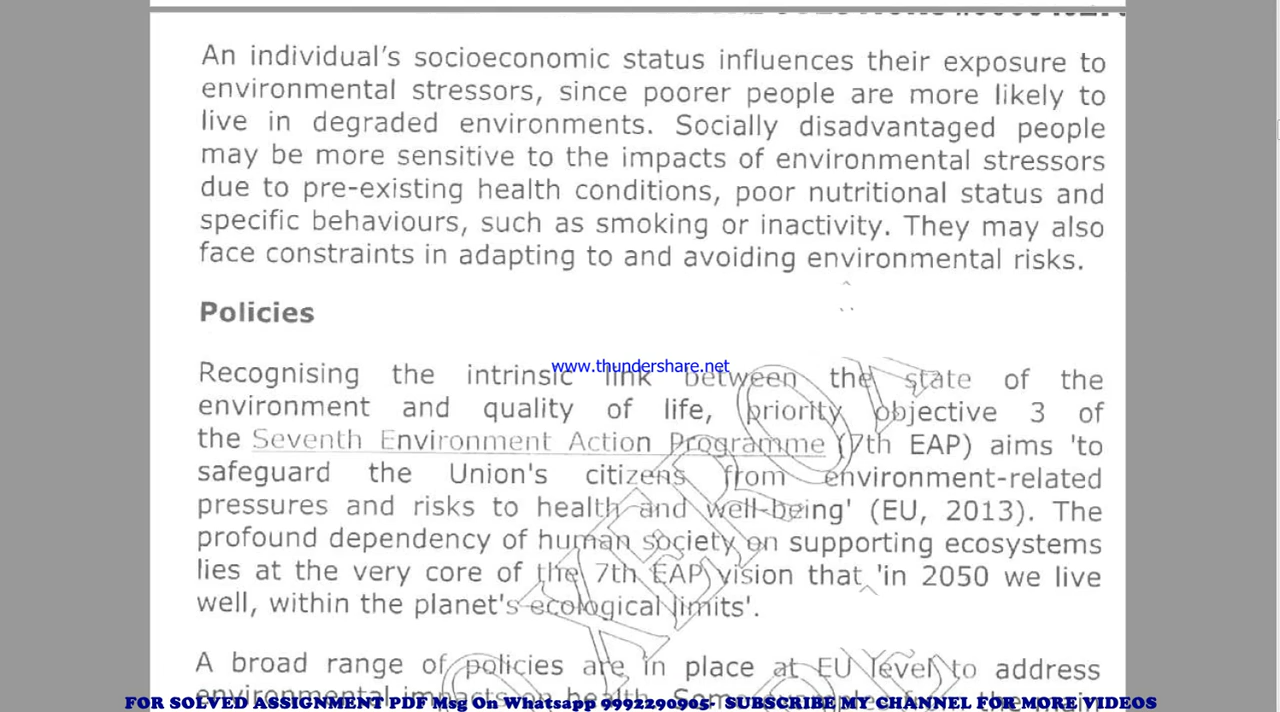 An individual's socioeconomic status influences their exposure to
environmental stressors, since poorer people are more likely to
live in degraded environments. Socially disadvantaged people
may be more sensitive to the impacts of environmental stressors
due to pre-existing health conditions, poor nutritional status and
specific behaviours, such as smoking or inactivity. They may also
face constraints in adapting to and avoiding environmental risks.
Policies
www.thundershare.net
Recognising the intrinsic link between the state of the
environment and quality of life, priority objective 3 of
the Seventh Environment Action Programme (7th EAP) aims 'to
safeguard the Union's citizens from environment-related
pressures and risks to health and well-being' (EU, 2013). The
profound dependency of human society on supporting ecosystems
lies at the very core of the 7th EAP vision that 'in 2050 we live
well, within the planet's ecological limits'.
A broad range of policies are in place at EU level to address
environmental impacts on health. Some
FOR SOLVED ASSIGNMENT PDF Msg On Whatsapp 9992290905- SUBSCRIBE MY CHANNEL FOR MORE VIDEOS